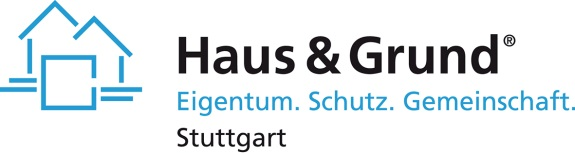 Haus & Grund®
Eigentum. Schutz. Gemeinschaft.
Stuttgart